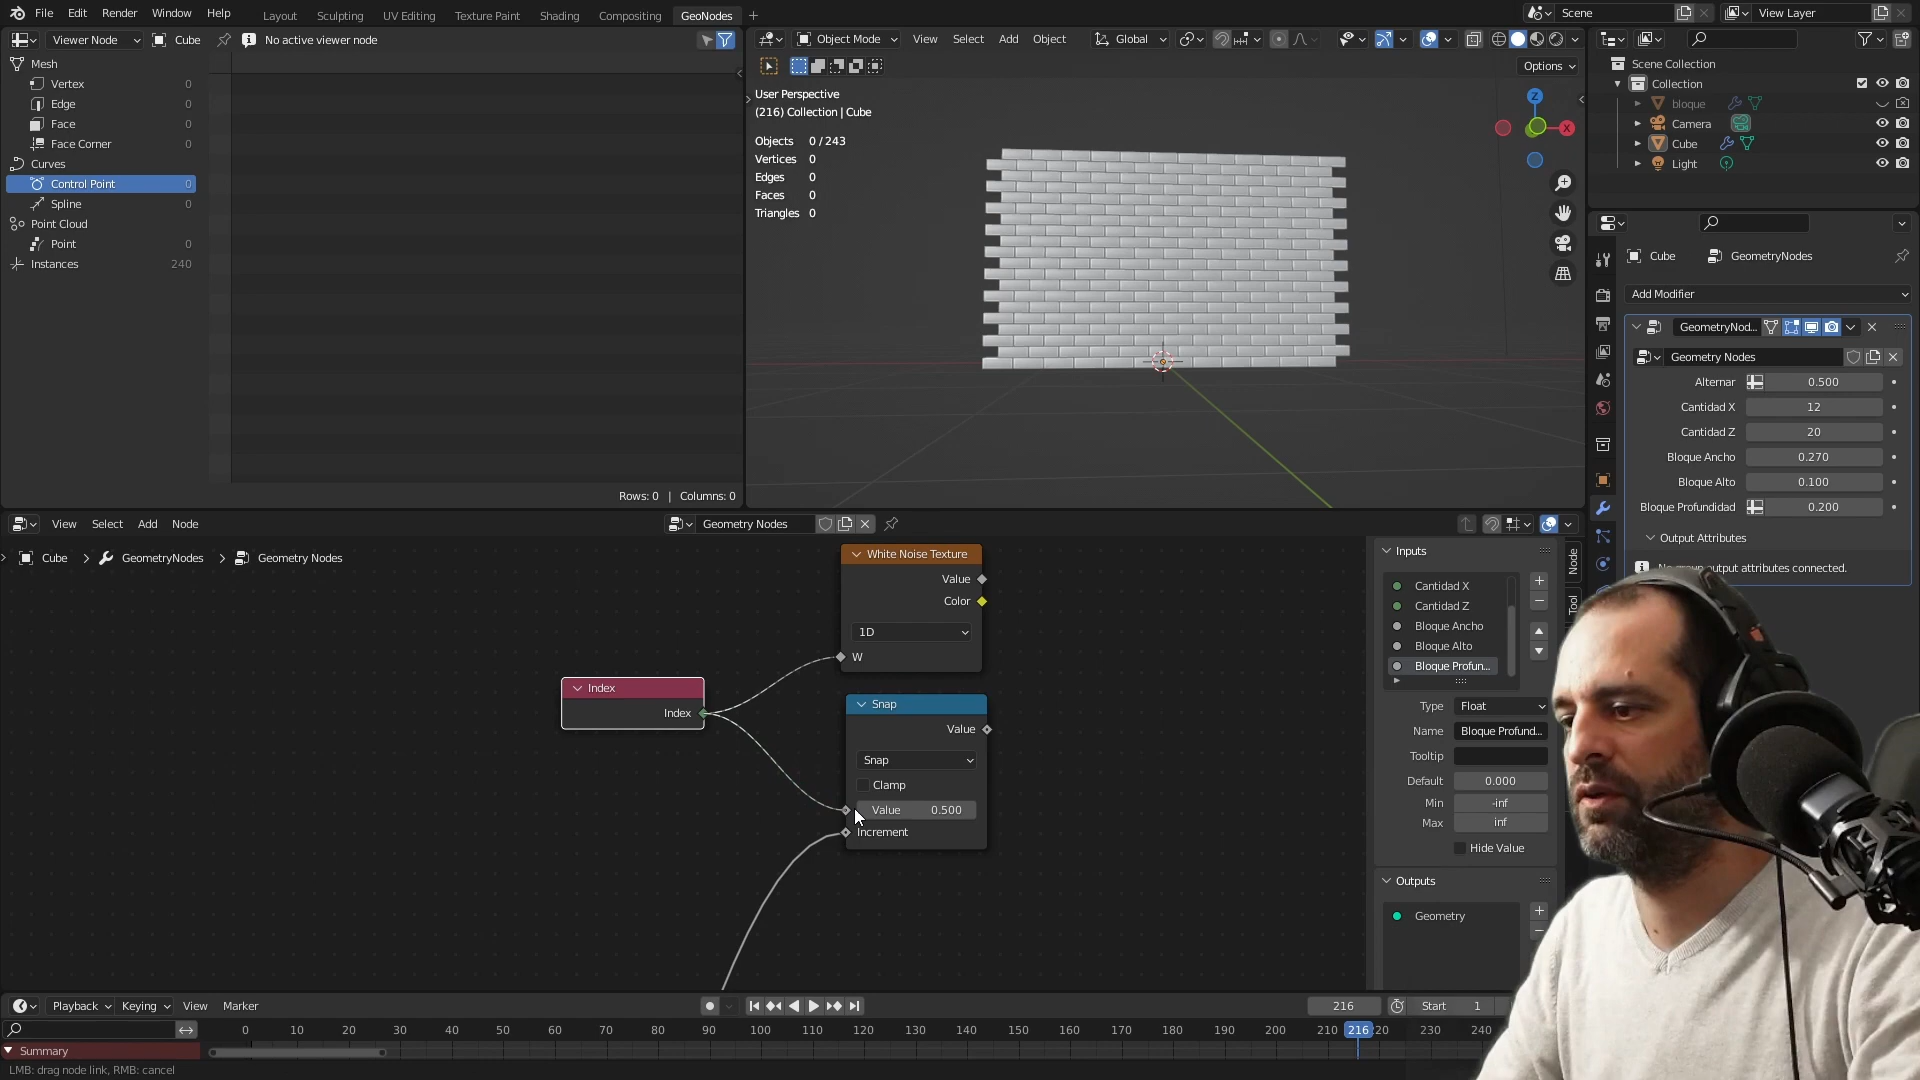 File Edit Render Window Help
Layout Sculpting UV Editing Texture Paint Shading Compositing GeoNodes
Scene
View Layer
Viewer Node
Cube
No active viewer node
Mesh
Vertex 0
Edge 0
Face 0
Face Corner 0
Curves
Control Point 0
Spline 0
Point Cloud
Point 0
Instances 240
Rows: 0 | Columns: 0
Object Mode View Select Add Object
Global
Options
User Perspective
(216) Collection | Cube
Objects 0 / 243
Vertices 0
Edges 0
Faces 0
Triangles 0
Z
X
Scene Collection
Collection
bloque
Camera
Cube
Light
Cube GeometryNodes
Add Modifier
GeometryNod...
Geometry Nodes
Alternar 0.500
Cantidad X 12
Cantidad Z 20
Bloque Ancho 0.270
Bloque Alto 0.100
Bloque Profundidad 0.200
Output Attributes
group output attributes connected.
View Select Add Node
Geometry Nodes
Cube GeometryNodes Geometry Nodes
White Noise Texture
Value
Color
1D
W
Index
Index
Snap
Value
Snap
Clamp
Value 0.500
Increment
Inputs
Cantidad X
Cantidad Z
Bloque Ancho
Bloque Alto
Bloque Profun...
Type Float
Name Bloque Profund...
Tooltip
Default 0.000
Min -inf
Max inf
Hide Value
Outputs
Geometry
Node
Tool
Playback Keying View Marker
216
Start 1
0 10 20 30 40 50 60 70 80 90 100 110 120 130 140 150 160 170 180 190 200 210 216 20 230 240
Summary
LMB: drag node link, RMB: cancel